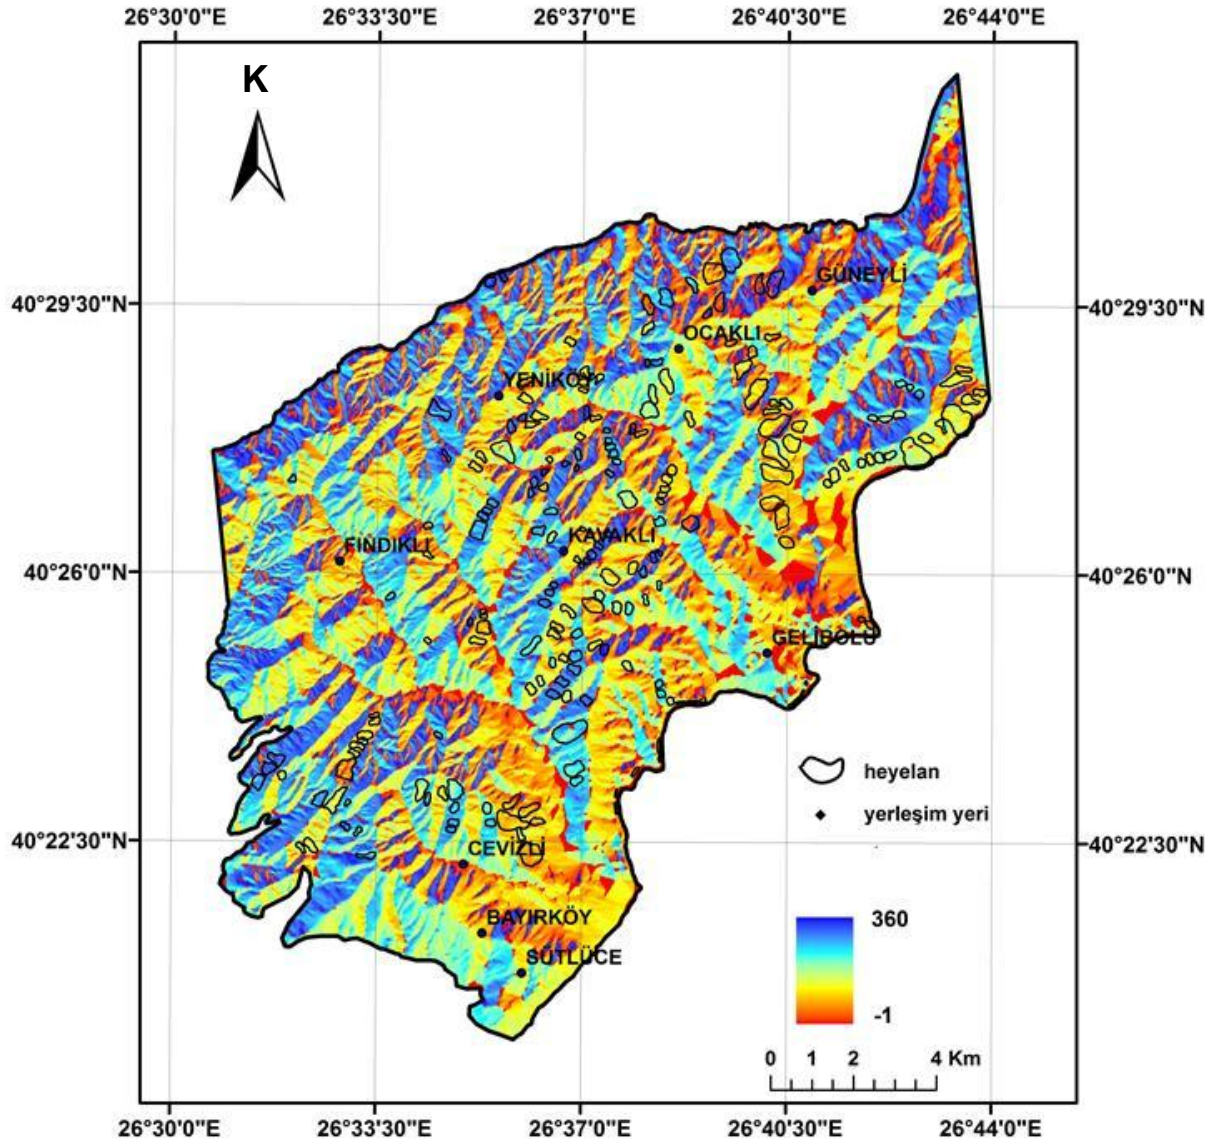 26°30'0"E 26°33'30"E 26°37'0"E 26°40'30"E 26°44'0"E
K
GÜNEYLİ
40°29'30"N 40°29'30"N
OCAKLI
YENİKÖY
KAVAKLI
FINDIKLI
40°26'0"N 40°26'0"N
GELİBOLU
heyelan
yerleşim yeri
40°22'30"N 40°22'30"N
CEVİZLİ
BAYIRKÖY
360
SÜTLÜCE
-1
0 1 2 4 Km
26°30'0"E 26°33'30"E 26°37'0"E 26°40'30"E 26°44'0"E